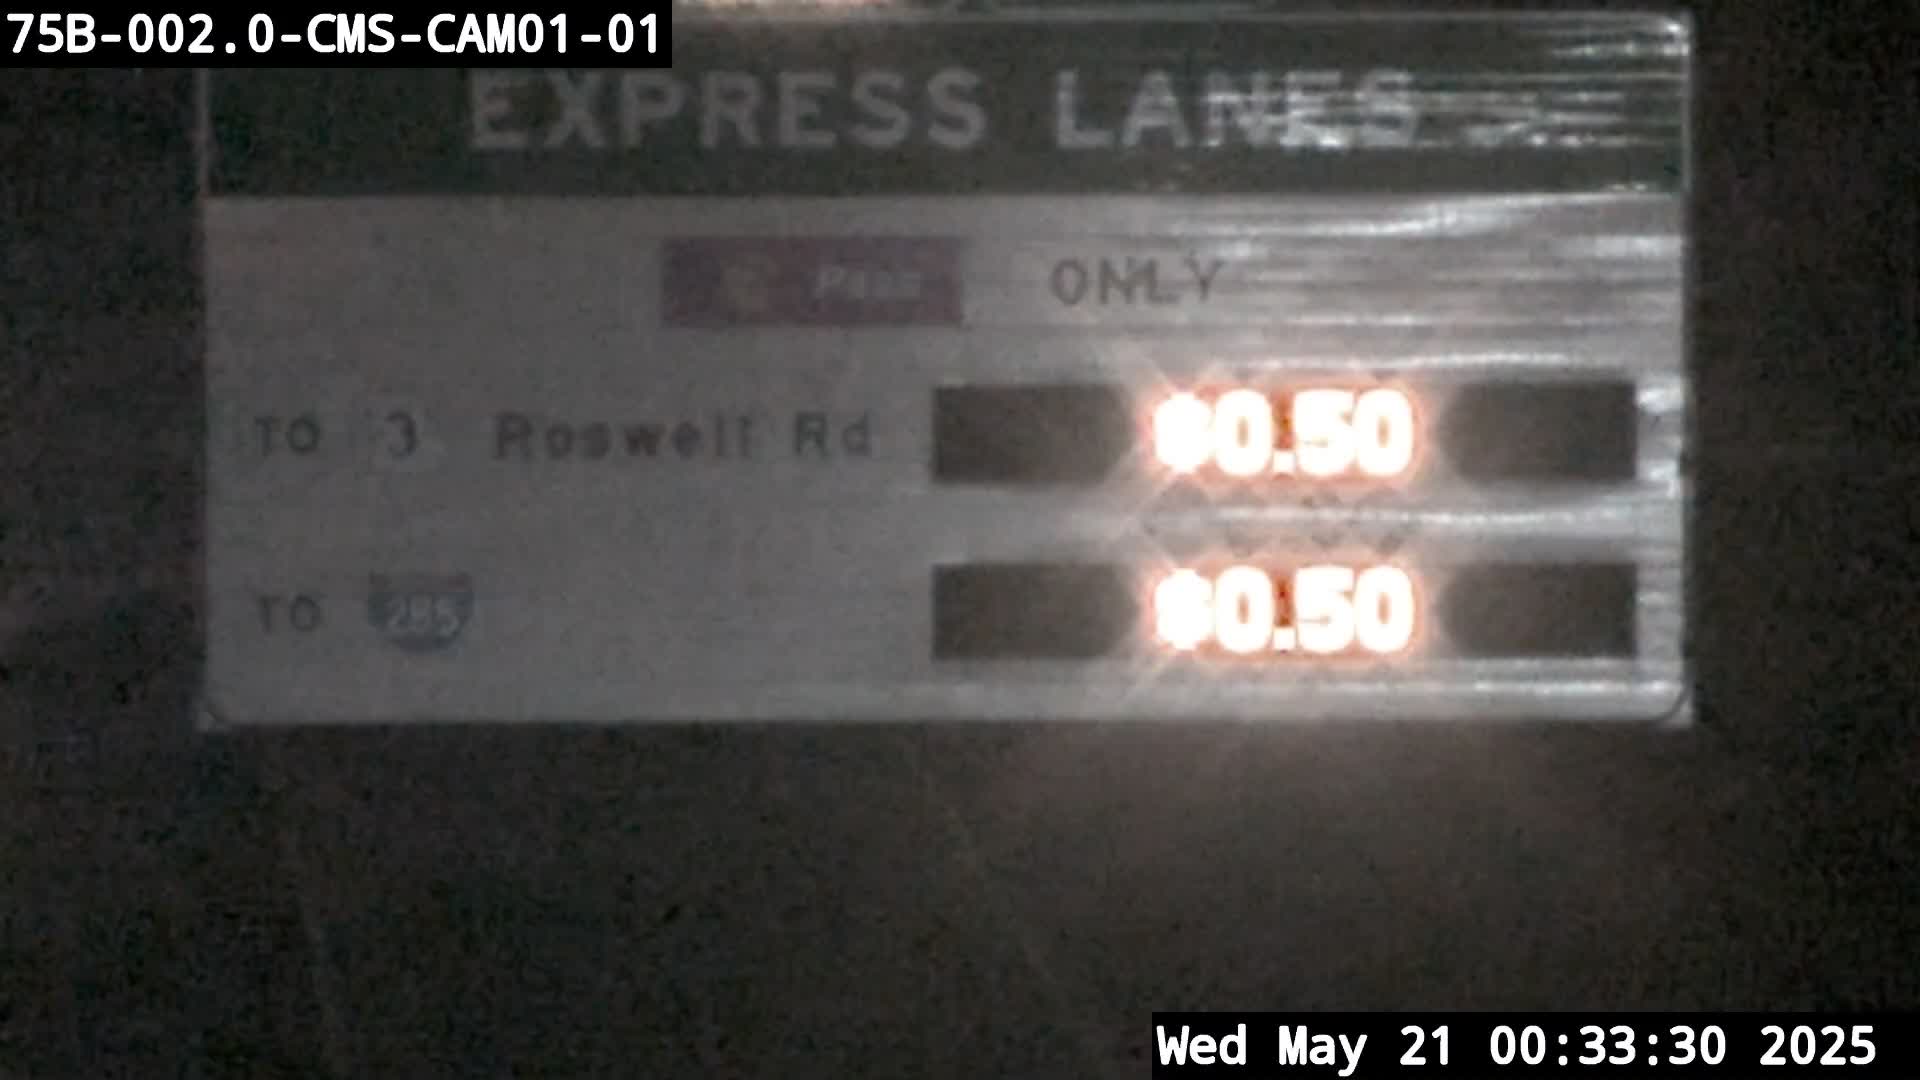 75B-002.0-CMS-CAM01-01
EXPRESS LANES
Pass ONLY
TO 3 Roswell Rd $0.50
TO 285 $0.50
Wed May 21 00:33:30 2025